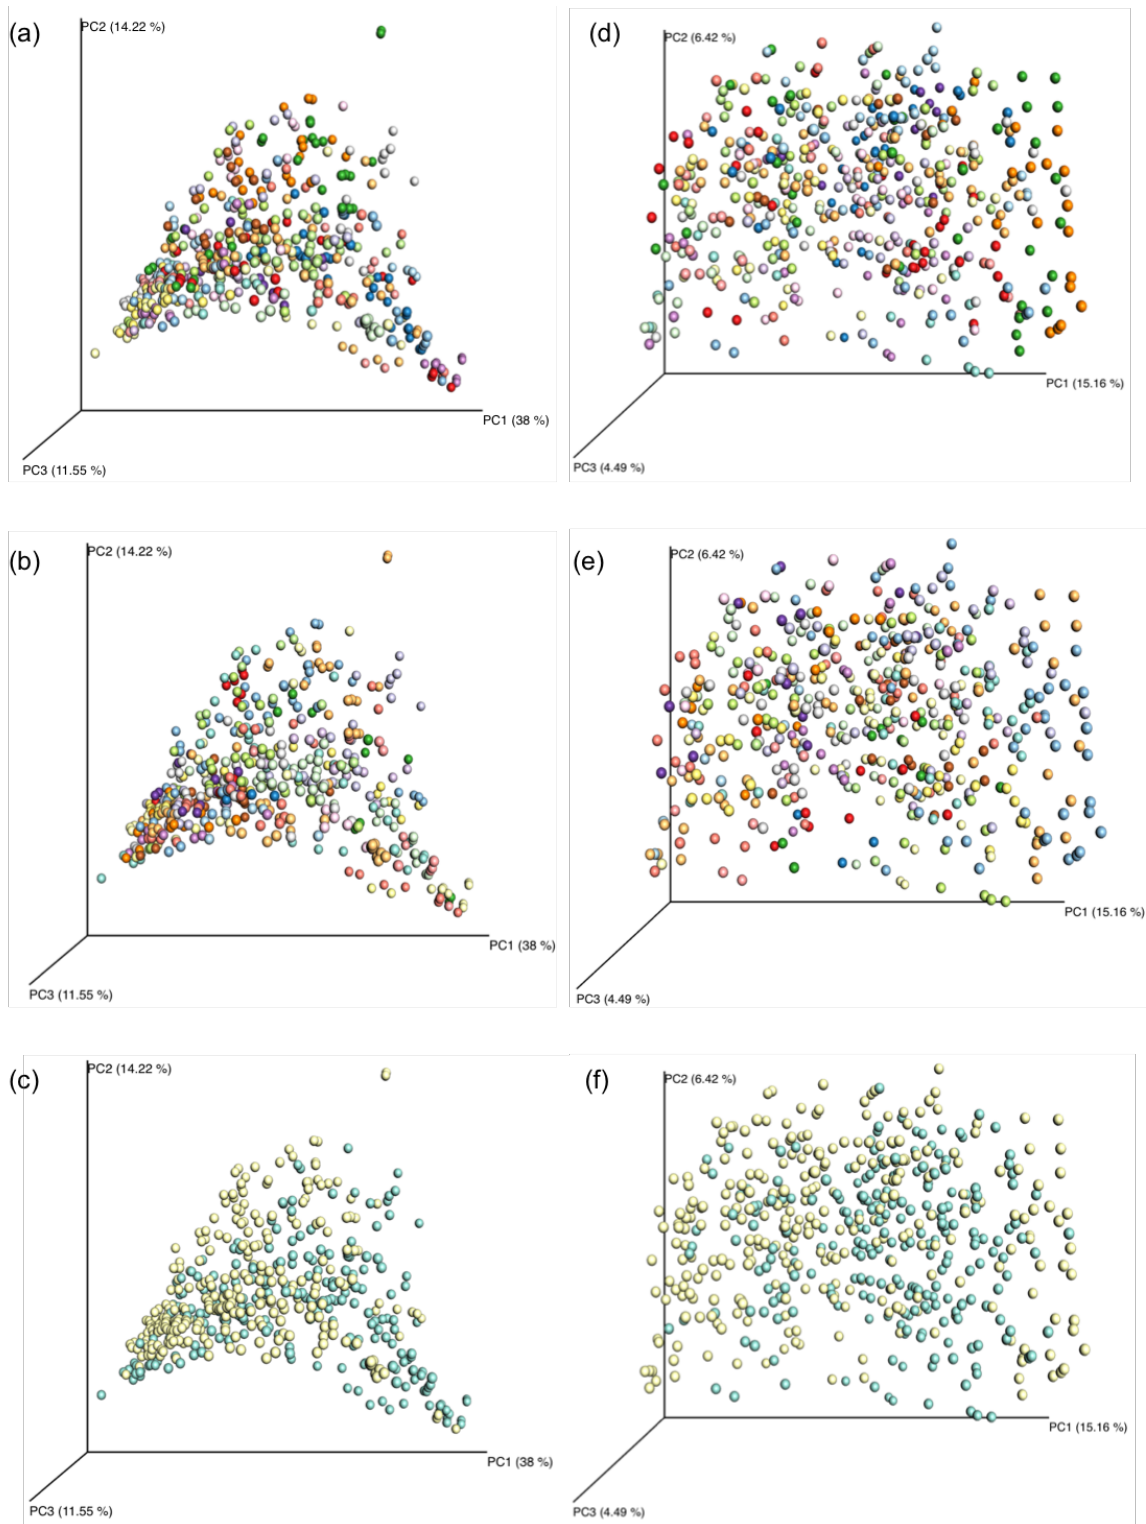 (a)
PC2 (14.22 %)
PC1 (38 %)
PC3 (11.55 %)
(d)
PC2 (6.42 %)
PC1 (15.16 %)
PC3 (4.49 %)
(b)
PC2 (14.22 %)
PC1 (38 %)
PC3 (11.55 %)
(e)
PC2 (6.42 %)
PC1 (15.16 %)
PC3 (4.49 %)
(c)
PC2 (14.22 %)
PC1 (38 %)
PC3 (11.55 %)
(f)
PC2 (6.42 %)
PC1 (15.16 %)
PC3 (4.49 %)